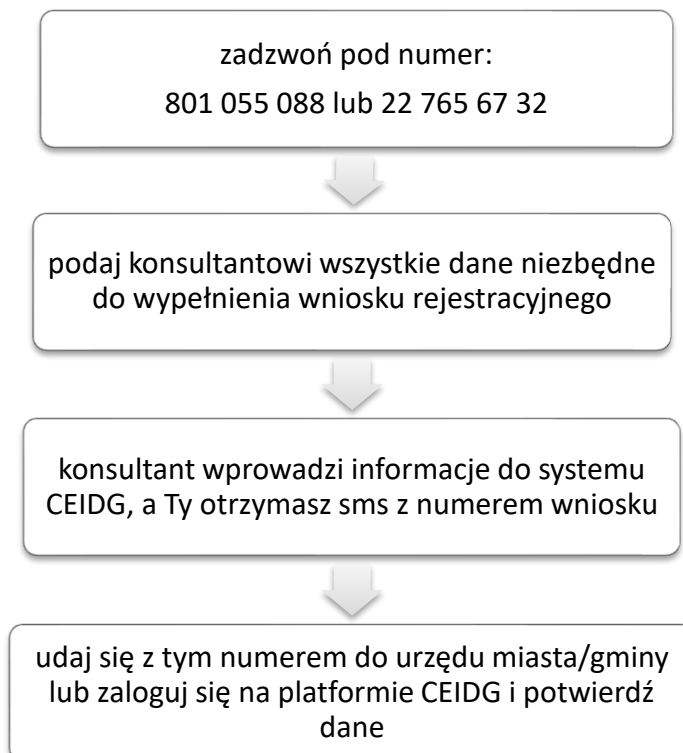 zadzwoń pod numer:
801 055 088 lub 22 765 67 32
podaj konsultantowi wszystkie dane niezbędne
do wypełnienia wniosku rejestracyjnego
konsultant wprowadzi informacje do systemu
CEIDG, a Ty otrzymasz sms z numerem wniosku
udaj się z tym numerem do urzędu miasta/gminy
lub zaloguj się na platformie CEIDG i potwierdź
dane